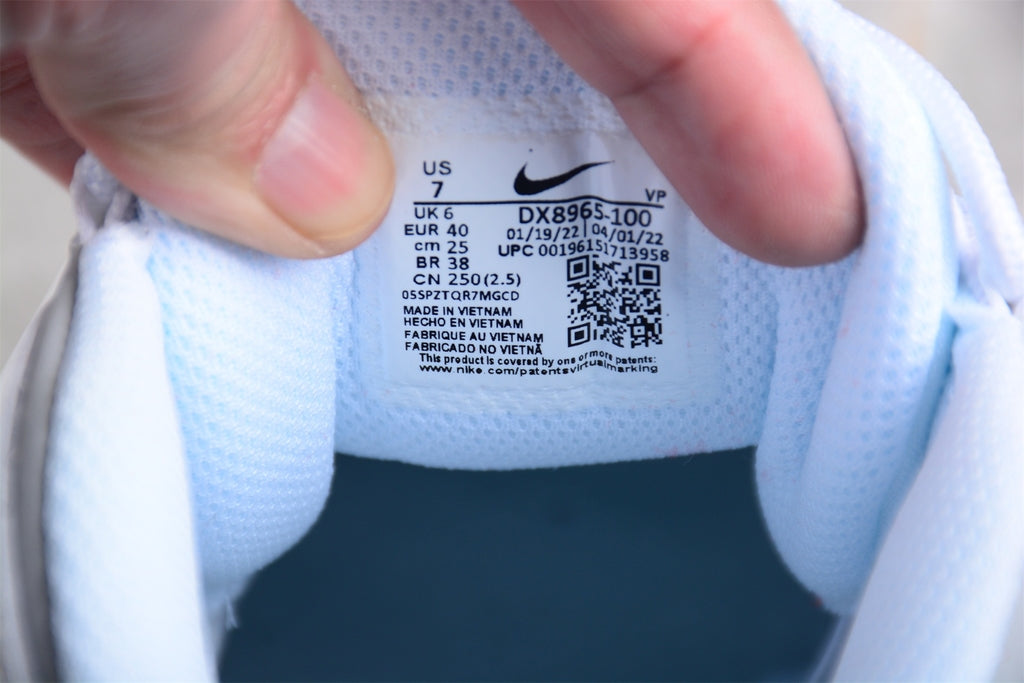 US
7
VP
UK 6
EUR 40
cm 25
BR 38
CN 250 (2.5)
DX8965-100
01/19/22 | 04/01/22
UPC 00196151713958
05SPZTQR7MGCD
MADE IN VIETNAM
HECHO EN VIETNAM
FABRIQUE AU VIETNAM
FABRICADO NO VIETNÃ
This product is covered by one or more patents:
www.nike.com/patentsvirtualmarking